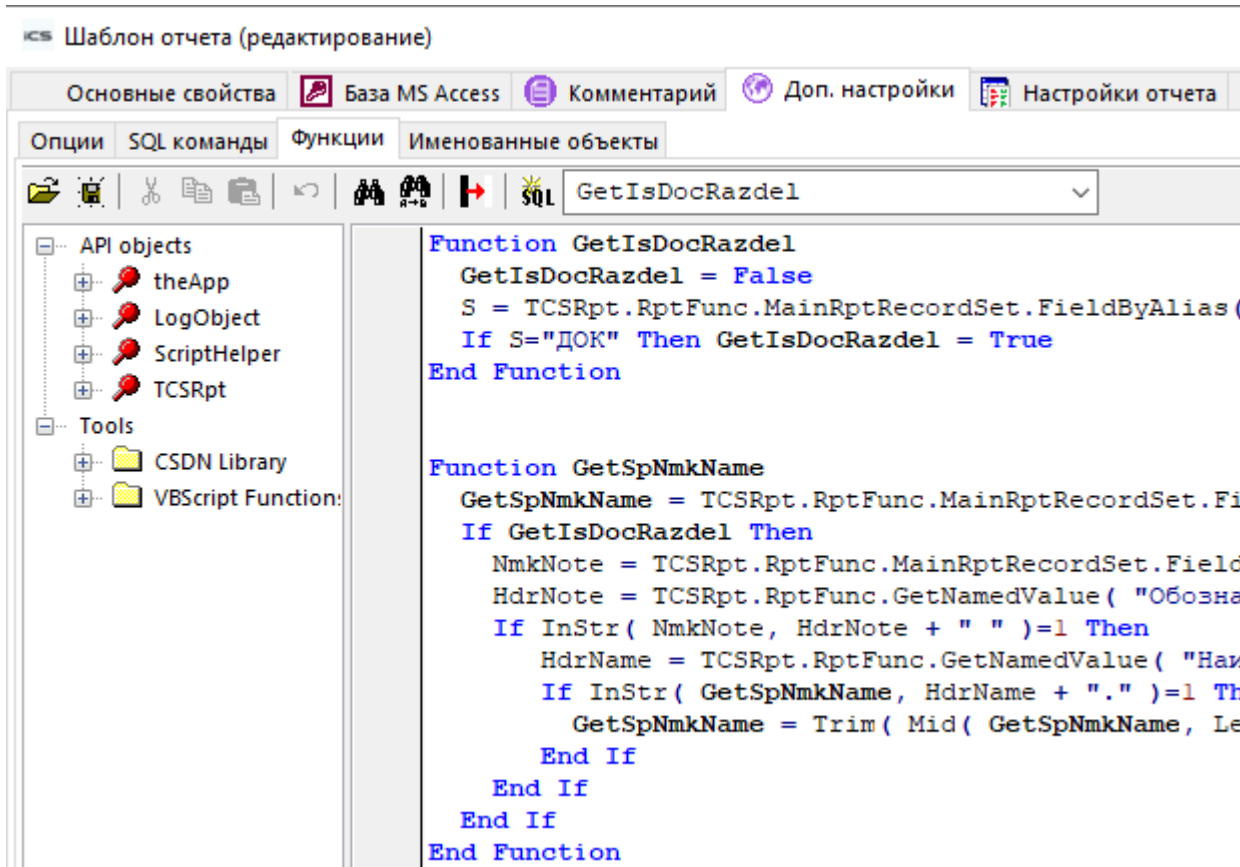 iCS Шаблон отчета (редактирование)
Основные свойства База MS Access Комментарий Доп. настройки Настройки отчета
Опции SQL команды Функции Именованные объекты
SQL GetIsDocRazdel
API objects
theApp
LogObject
ScriptHelper
TCSRpt
Tools
CSDN Library
VBScript Function
Function GetIsDocRazdel
GetIsDocRazdel = False
S = TCSRpt.RptFunc.MainRptRecordSet.FieldByAlias(
If S="ДОК" Then GetIsDocRazdel = True
End Function
Function GetSpNmkName
GetSpNmkName = TCSRpt.RptFunc.MainRptRecordSet.Fi
If GetIsDocRazdel Then
NmkNote = TCSRpt.RptFunc.MainRptRecordSet.Field
HdrNote = TCSRpt.RptFunc.GetNamedValue( "Обозна
If InStr( NmkNote, HdrNote + " " )=1 Then
HdrName = TCSRpt.RptFunc.GetNamedValue( "Наи
If InStr( GetSpNmkName, HdrName + "." )=1 Th
GetSpNmkName = Trim( Mid( GetSpNmkName, Le
End If
End If
End If
End Function